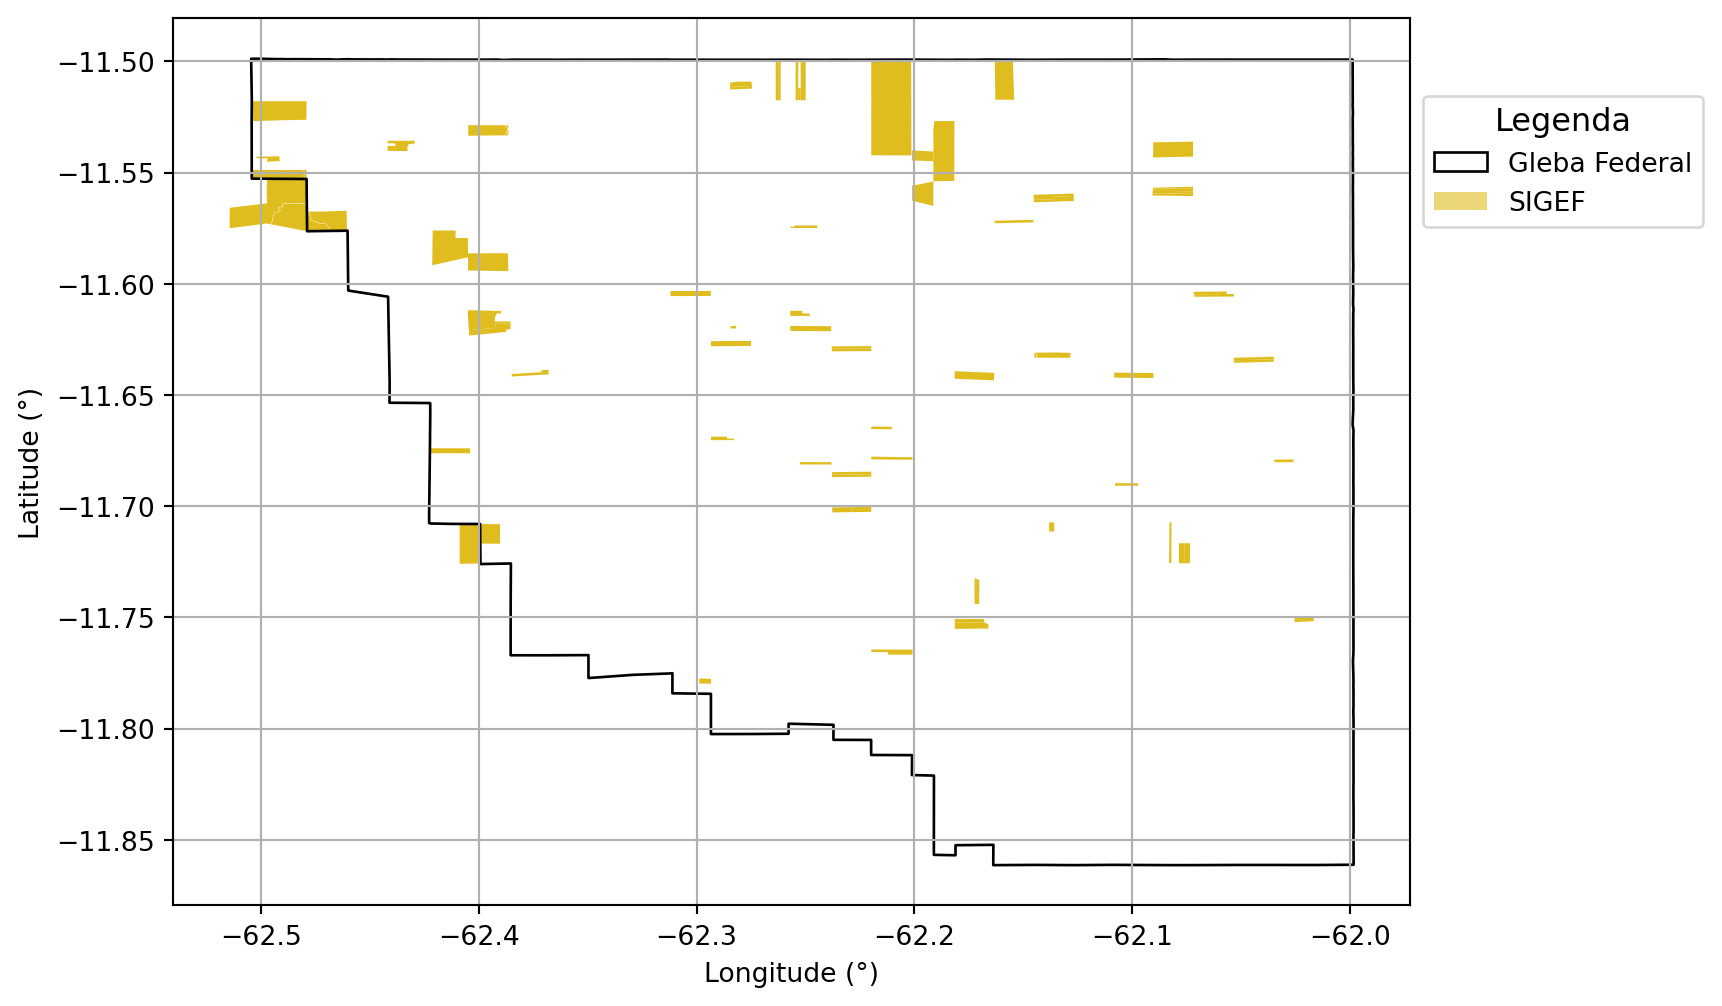 −11.50
−11.55
−11.60
−11.65
−11.70
−11.75
−11.80
−11.85
Latitude (°)
−62.5 −62.4 −62.3 −62.2 −62.1 −62.0
Longitude (°)
Legenda
Gleba Federal
SIGEF